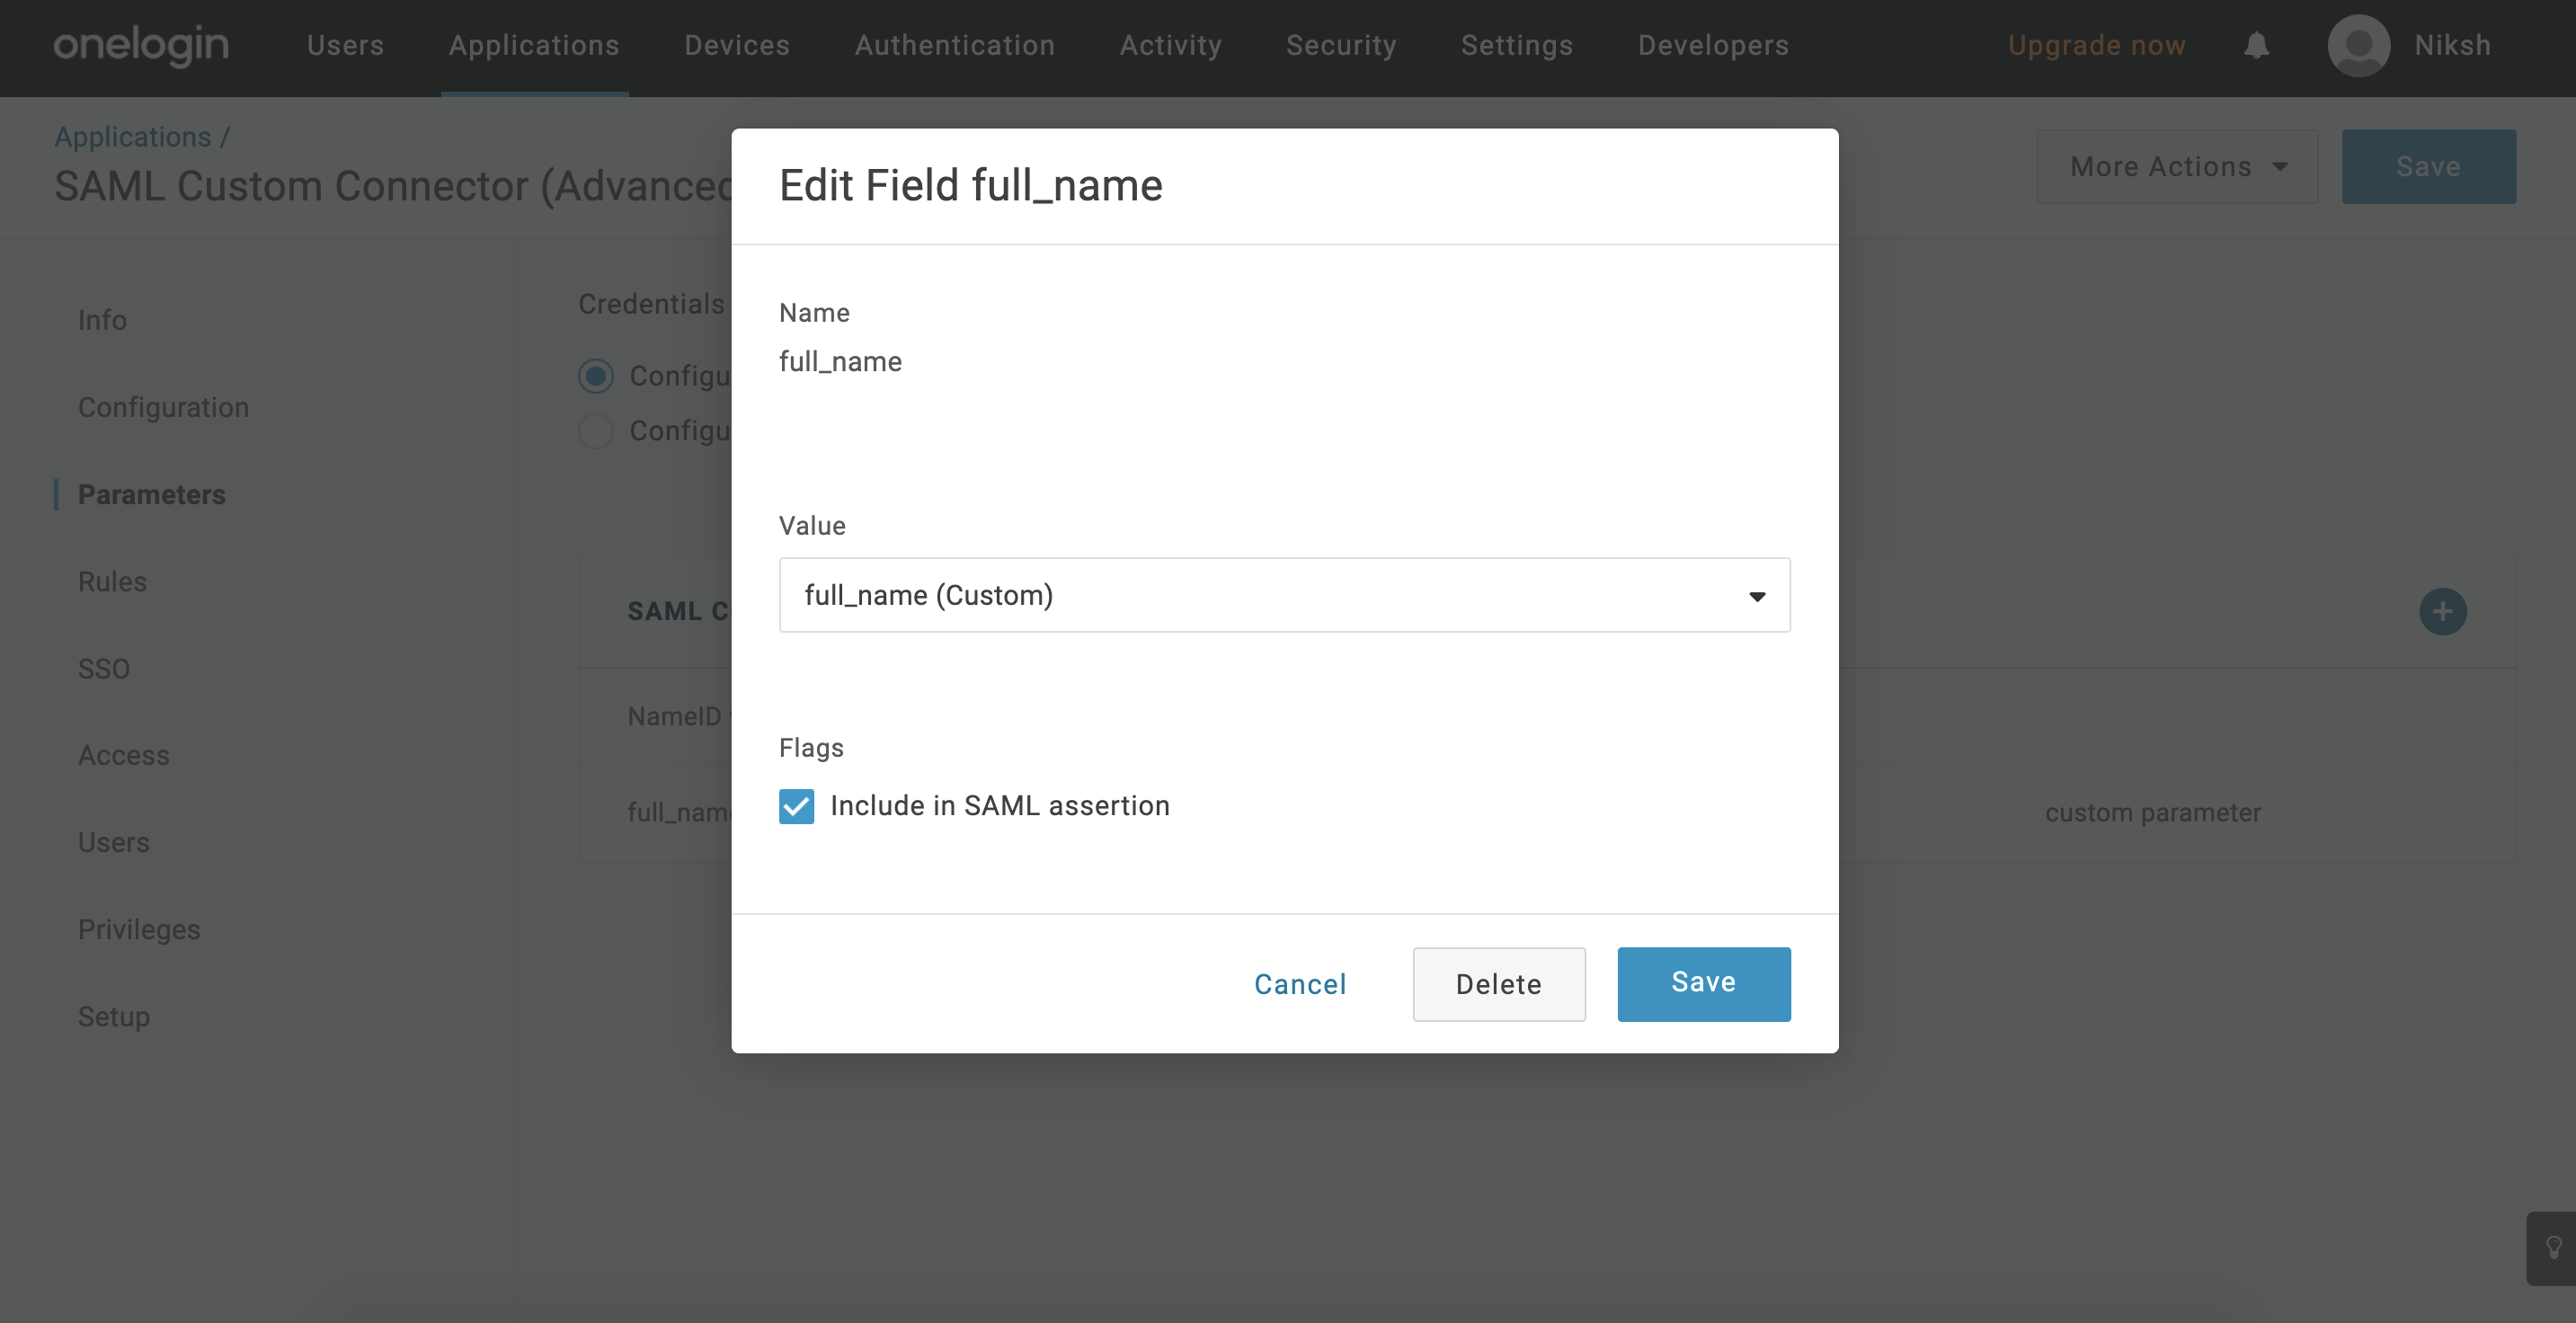 onelogin
Users
Applications
Devices
Authentication
Activity
Security
Settings
Developers
Upgrade now
Niksh
Applications /
SAML Custom Connector (Advanced
More Actions
Save
Info
Configuration
Parameters
Rules
SSO
Access
Users
Privileges
Setup
Credentials
Configu
Configu
SAML C
NameID
full_name
custom parameter
Edit Field full_name
Name
full_name
Value
full_name (Custom)
Flags
Include in SAML assertion
Cancel
Delete
Save